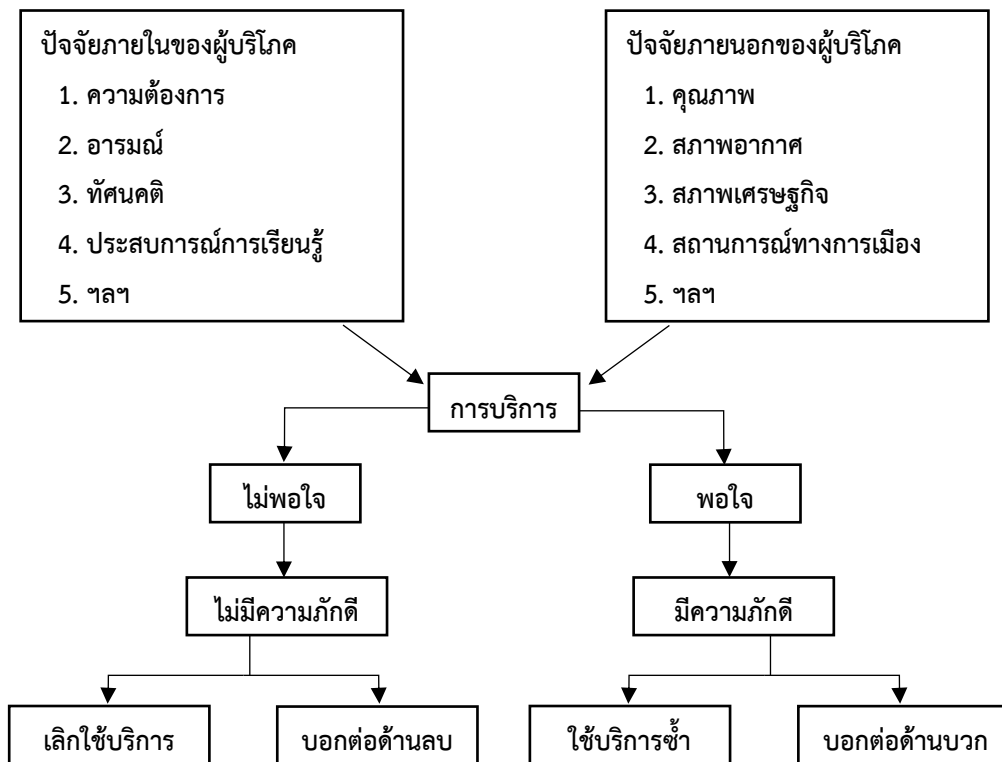 ปัจจัยภายในของผู้บริโภค
1. ความต้องการ
2. อารมณ์
3. ทัศนคติ
4. ประสบการณ์การเรียนรู้
5. ฯลฯ
ปัจจัยภายนอกของผู้บริโภค
1. คุณภาพ
2. สภาพอากาศ
3. สภาพเศรษฐกิจ
4. สถานการณ์ทางการเมือง
5. ฯลฯ
การบริการ
ไม่พอใจ
พอใจ
ไม่มีความภักดี
มีความภักดี
เลิกใช้บริการ
บอกต่อด้านลบ
ใช้บริการซ้ำ
บอกต่อด้านบวก